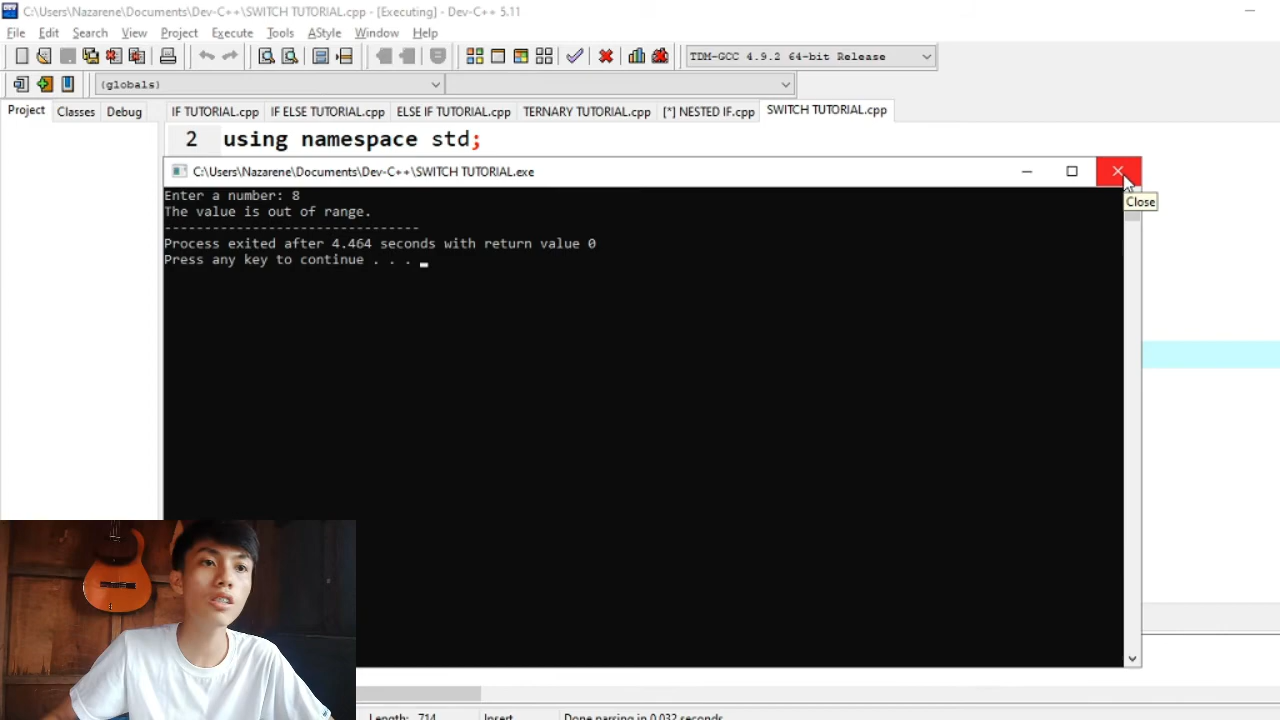 C:\Users\Nazarene\Documents\Dev-C++\SWITCH TUTORIAL.cpp - [Executing] - Dev-C++ 5.11
File Edit Search View Project Execute Tools AStyle Window Help
TDM-GCC 4.9.2 64-bit Release
(globals)
Project Classes Debug IF TUTORIAL.cpp IF ELSE TUTORIAL.cpp ELSE IF TUTORIAL.cpp TERNARY TUTORIAL.cpp [*] NESTED IF.cpp SWITCH TUTORIAL.cpp
2 using namespace std;
C:\Users\Nazarene\Documents\Dev-C++\SWITCH TUTORIAL.exe
Close
Enter a number: 8
The value is out of range.
--------------------------------
Process exited after 4.464 seconds with return value 0
Press any key to continue . . .
Length: 714 Insert Done parsing in 0.032 seconds